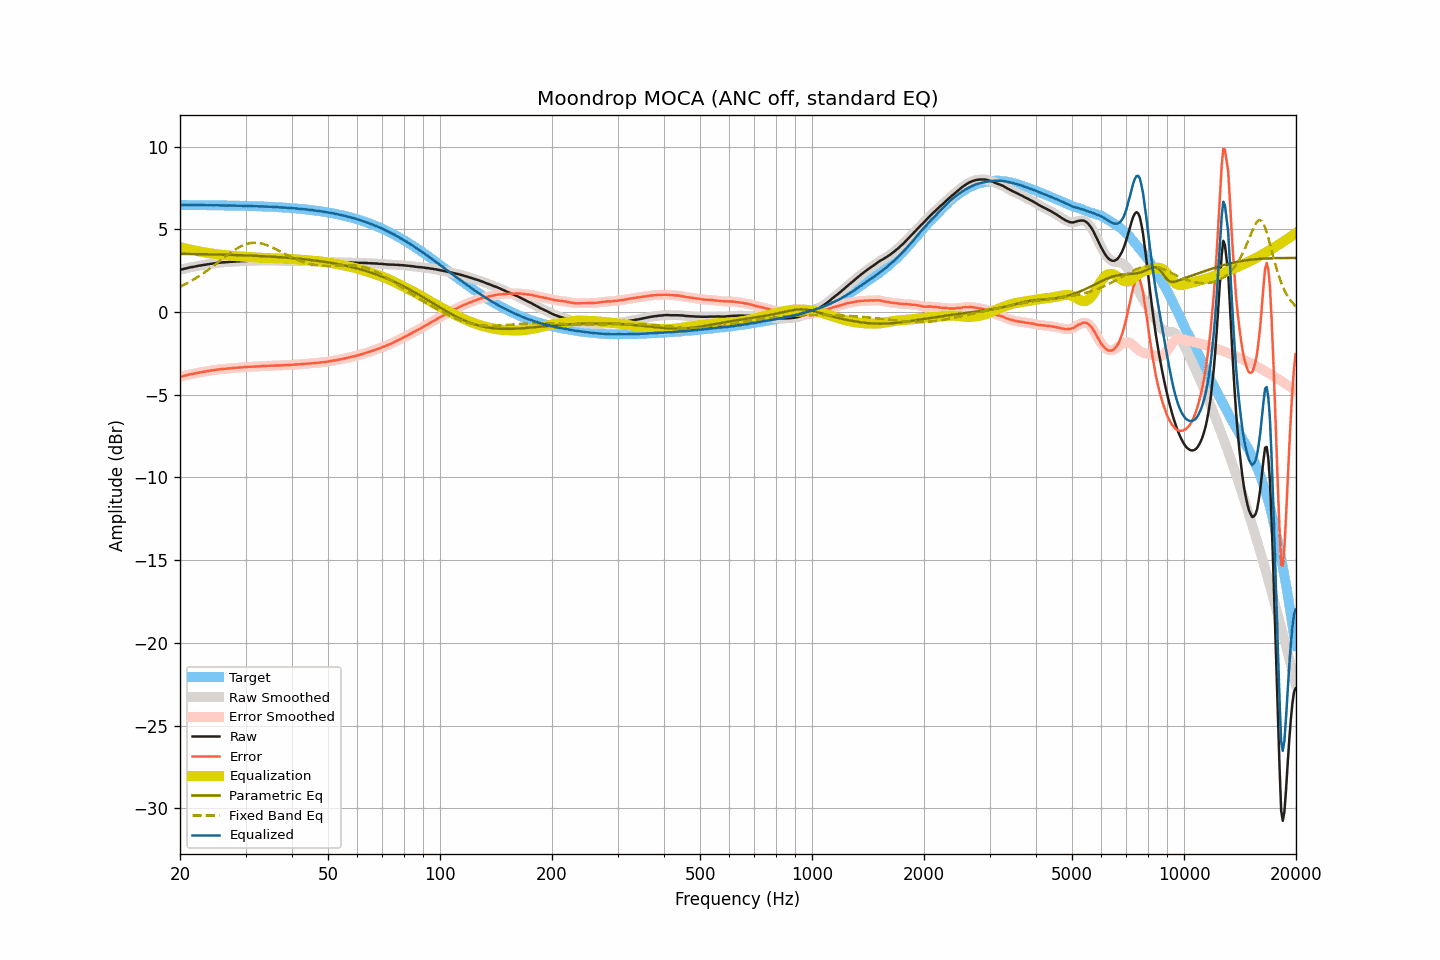 Moondrop MOCA (ANC off, standard EQ)
10
5
0
−5
−10
−15
−20
−25
−30
Amplitude (dBr)
Target
Raw Smoothed
Error Smoothed
Raw
Error
Equalization
Parametric Eq
Fixed Band Eq
Equalized
20 50 100 200 500 1000 2000 5000 10000 20000
Frequency (Hz)